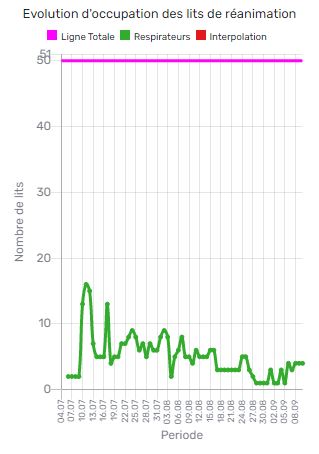 Evolution d'occupation des lits de réanimation
Ligne Totale Respirateurs Interpolation
51
50
40
30
20
10
0
Nombre de lits
04.07 07.07 10.07 13.07 16.07 19.07 22.07 25.07 28.07 31.07 03.08 06.08 09.08 12.08 15.08 18.08 21.08 24.08 27.08 30.08 02.09 05.09 08.09
Periode